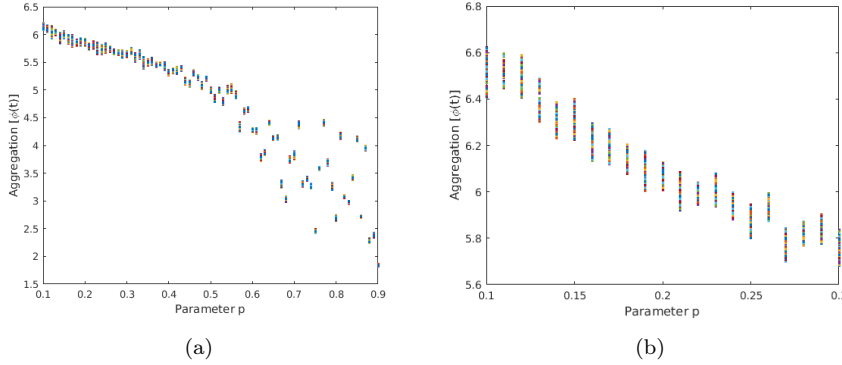 6.5
6
5.5
5
4.5
4
3.5
3
2.5
2
1.5
Aggregation [ϕ(t)]
0.1 0.2 0.3 0.4 0.5 0.6 0.7 0.8 0.9
Parameter p
(a)
6.8
6.6
6.4
6.2
6
5.8
5.6
Aggregation [ϕ(t)]
0.1 0.15 0.2 0.25 0.3
Parameter p
(b)